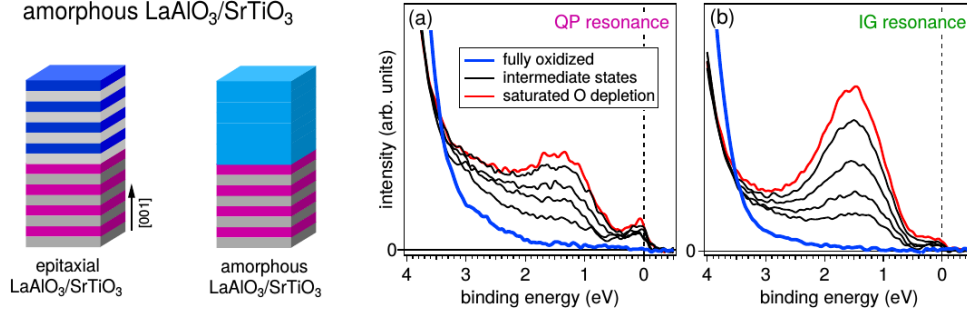 amorphous LaAlO₃/SrTiO₃
[001]
epitaxial
LaAlO₃/SrTiO₃
amorphous
LaAlO₃/SrTiO₃
(a)
QP resonance
fully oxidized
intermediate states
saturated O depletion
intensity (arb. units)
0
4 3 2 1 0
binding energy (eV)
(b)
IG resonance
0
4 3 2 1 0
binding energy (eV)